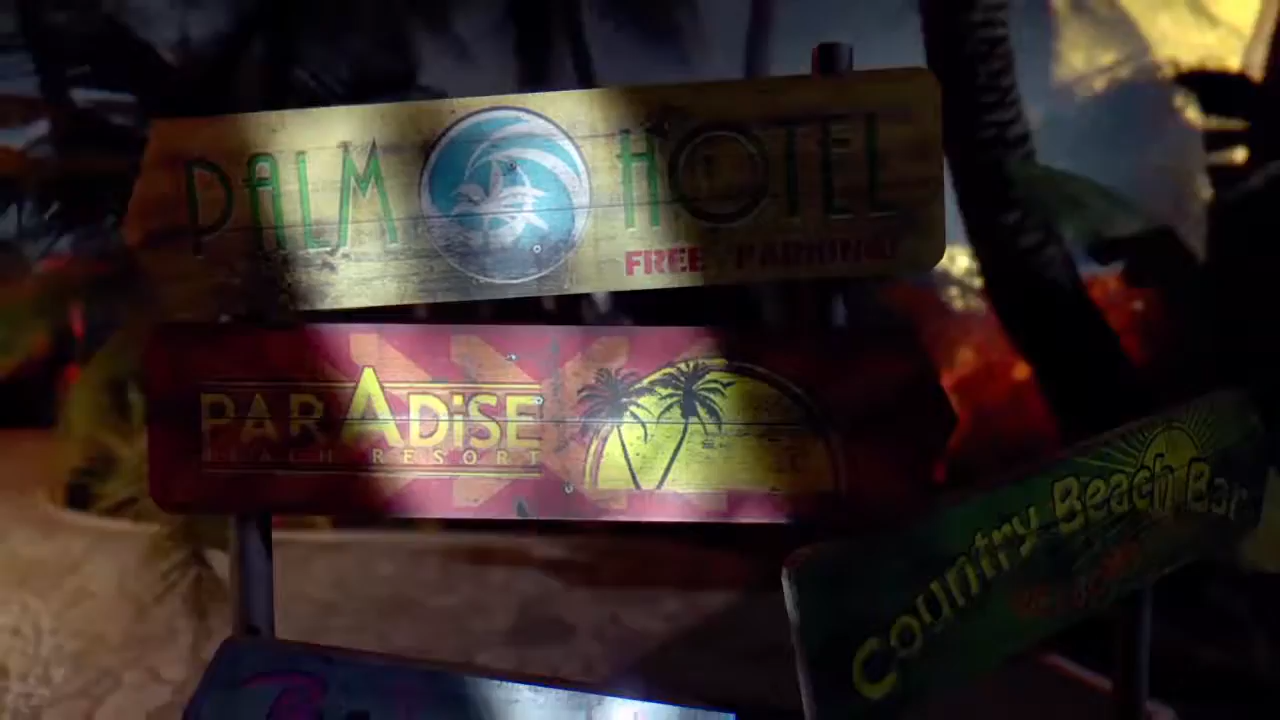 PALM HOTEL
FREE PARKING!
PARADiSE
BEACH RESORT
Country Beach Bar